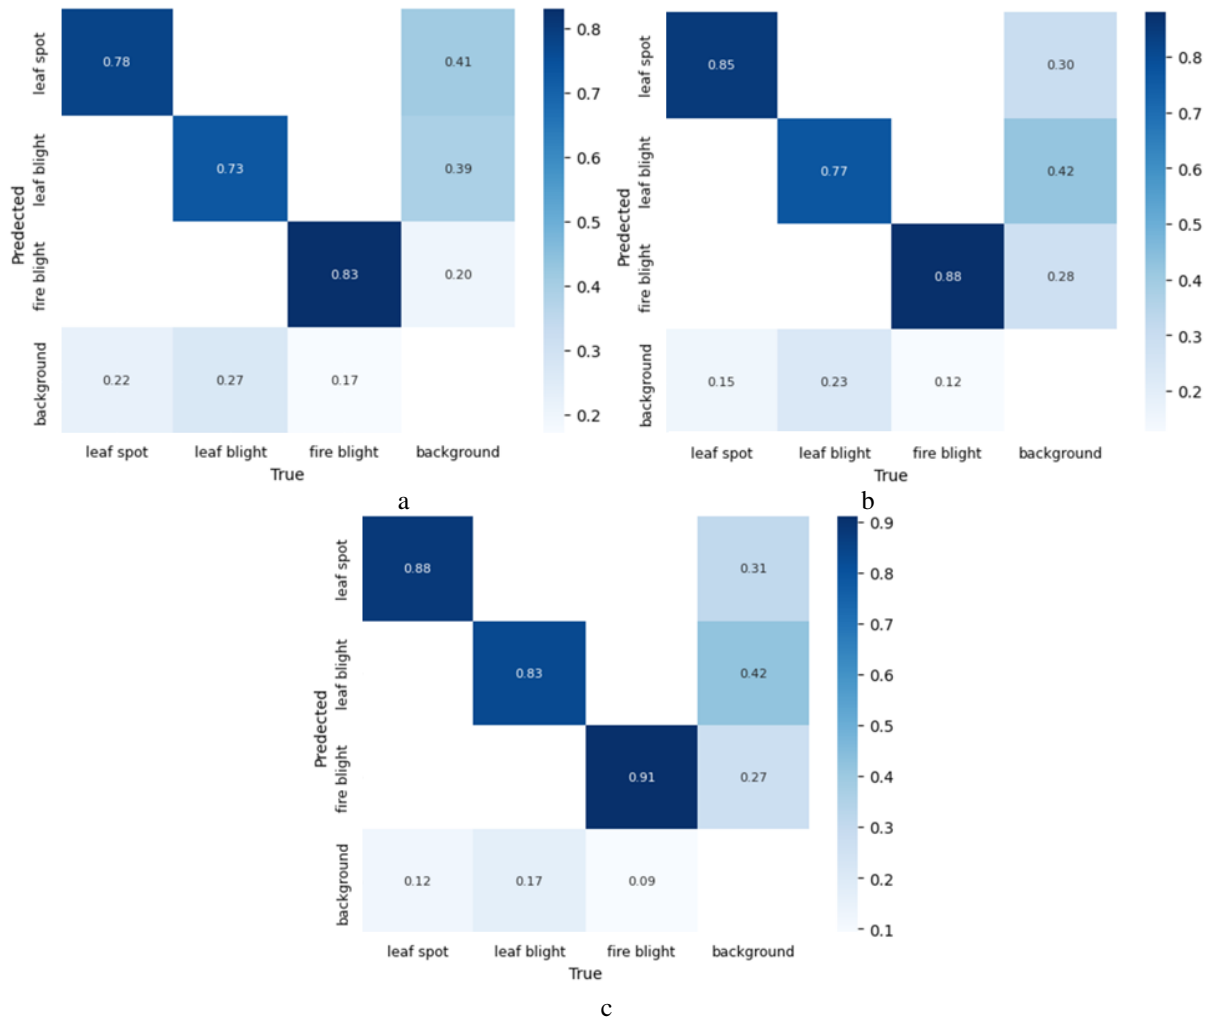 leaf spot
leaf blight
fire blight
background
Predected
0.78
0.41
0.73
0.39
0.83
0.20
0.22
0.27
0.17
leaf spot leaf blight fire blight background
True
0.8
0.7
0.6
0.5
0.4
0.3
0.2
a
leaf spot
leaf blight
fire blight
background
Predected
0.85
0.30
0.77
0.42
0.88
0.28
0.15
0.23
0.12
leaf spot leaf blight fire blight background
True
0.8
0.7
0.6
0.5
0.4
0.3
0.2
b
leaf spot
leaf blight
fire blight
background
Predected
0.88
0.31
0.83
0.42
0.91
0.27
0.12
0.17
0.09
leaf spot leaf blight fire blight background
True
0.9
0.8
0.7
0.6
0.5
0.4
0.3
0.2
0.1
c